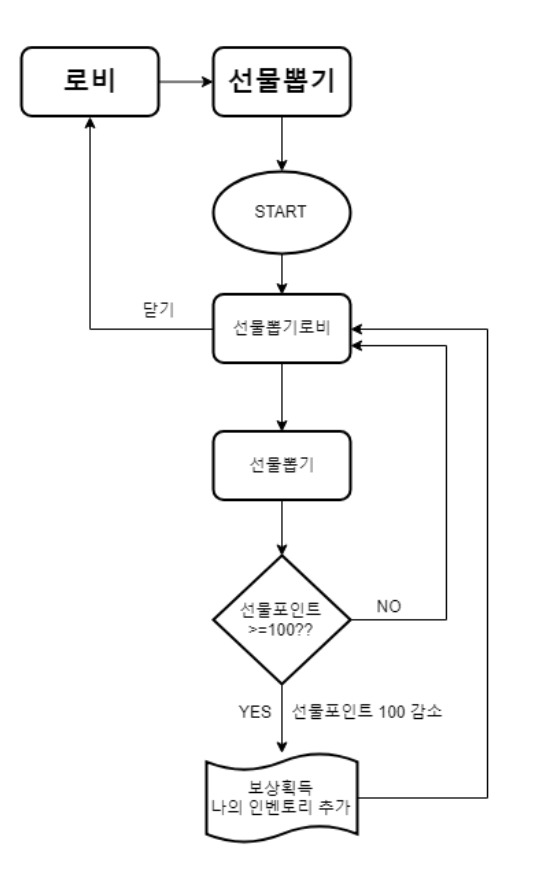 로비
선물뽑기
START
닫기
선물뽑기로비
선물뽑기
선물포인트
>=100??
NO
YES
선물포인트 100 감소
보상획득
나의 인벤토리 추가